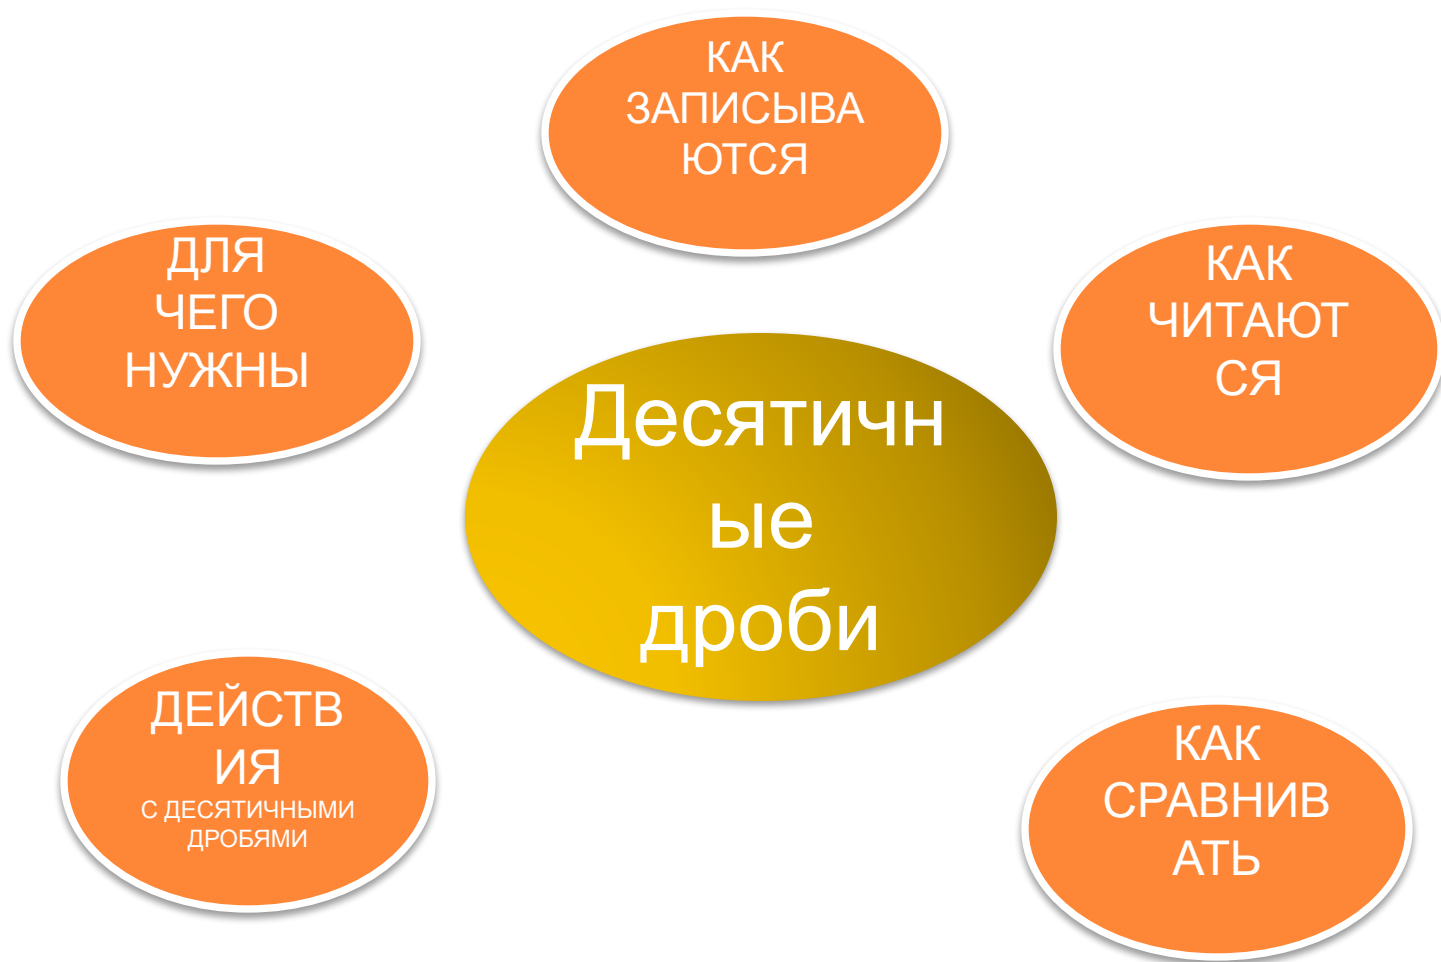 КАК
ЗАПИСЫВА
ЮТСЯ
ДЛЯ
ЧЕГО
НУЖНЫ
КАК
ЧИТАЮТ
СЯ
Десятичн
ые
дроби
ДЕЙСТВ
ИЯ
С ДЕСЯТИЧНЫМИ
ДРОБЯМИ
КАК
СРАВНИВ
АТЬ